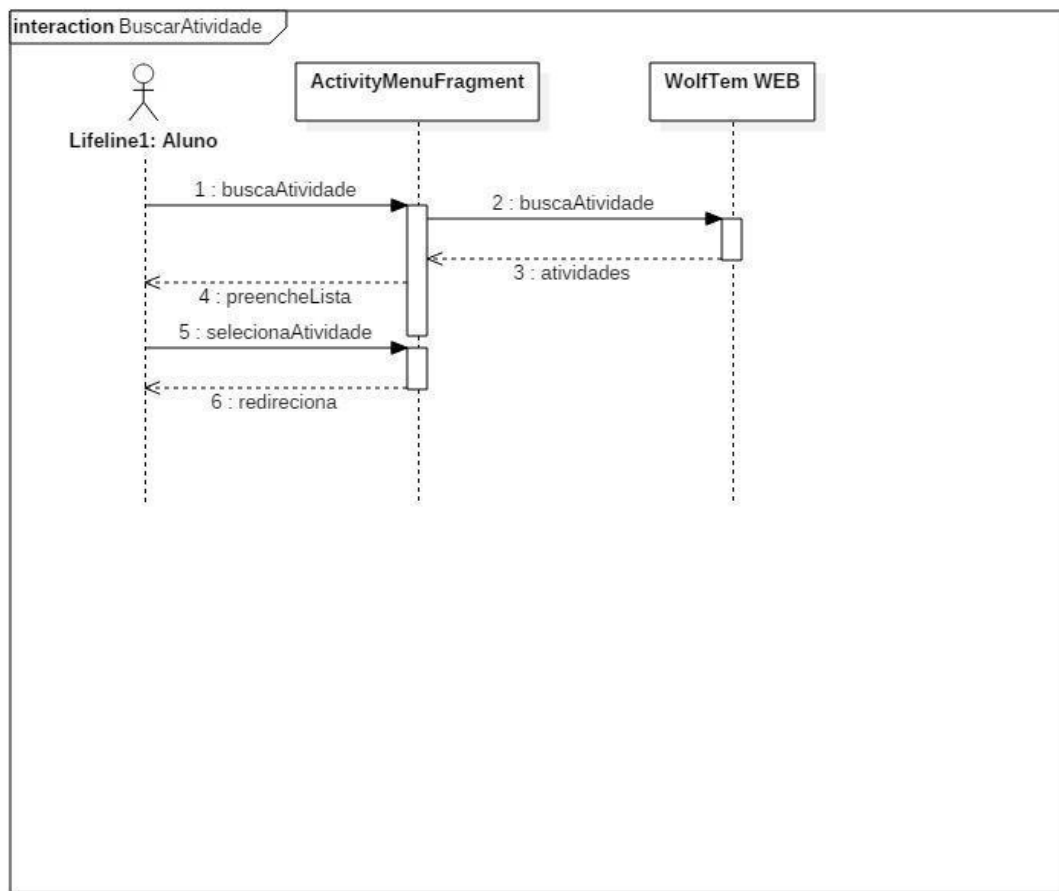 interaction BuscarAtividade
ActivityMenuFragment
WolfTem WEB
Lifeline1: Aluno
1 : buscaAtividade
2 : buscaAtividade
3 : atividades
4 : preencheLista
5 : selecionaAtividade
6 : redireciona